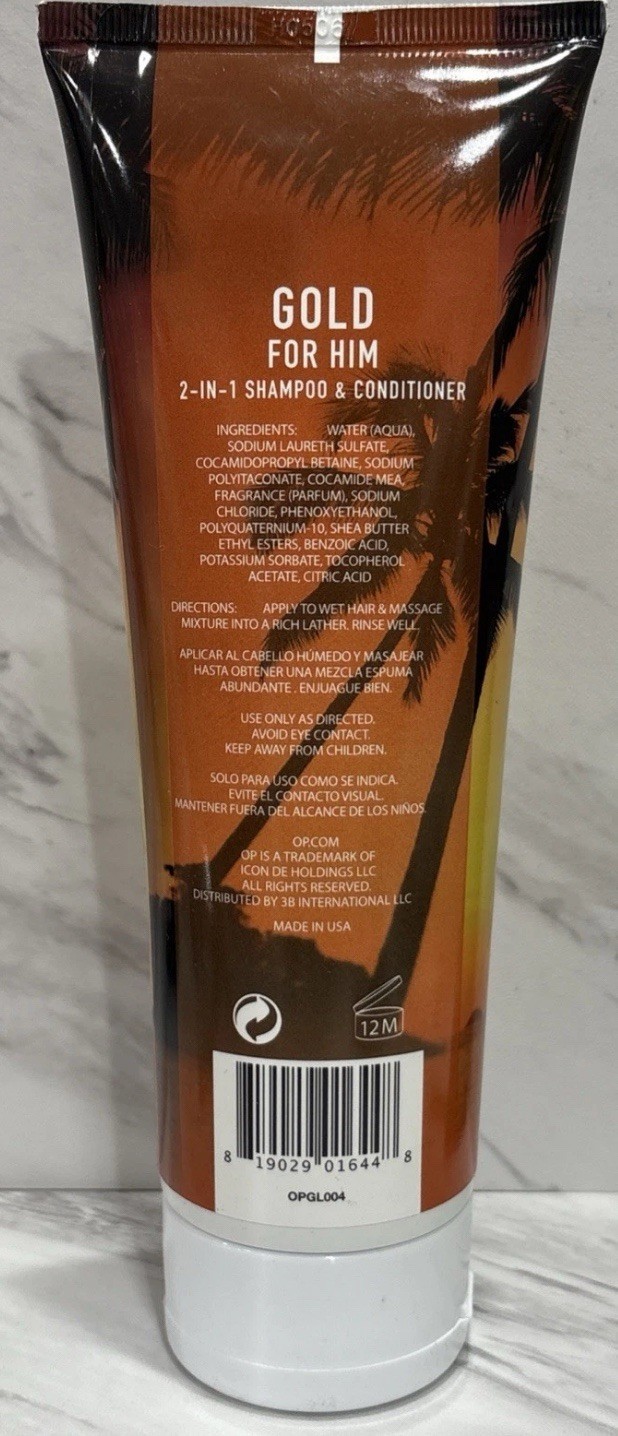 H0506
GOLD
FOR HIM
2-IN-1 SHAMPOO & CONDITIONER
INGREDIENTS: WATER (AQUA),
SODIUM LAURETH SULFATE,
COCAMIDOPROPYL BETAINE, SODIUM
POLYITACONATE, COCAMIDE MEA,
FRAGRANCE (PARFUM), SODIUM
CHLORIDE, PHENOXYETHANOL,
POLYQUATERNIUM-10, SHEA BUTTER
ETHYL ESTERS, BENZOIC ACID,
POTASSIUM SORBATE, TOCOPHEROL
ACETATE, CITRIC ACID
DIRECTIONS: APPLY TO WET HAIR & MASSAGE
MIXTURE INTO A RICH LATHER. RINSE WELL.
APLICAR AL CABELLO HÚMEDO Y MASAJEAR
HASTA OBTENER UNA MEZCLA ESPUMA
ABUNDANTE . ENJUAGUE BIEN.
USE ONLY AS DIRECTED.
AVOID EYE CONTACT.
KEEP AWAY FROM CHILDREN.
SOLO PARA USO COMO SE INDICA.
EVITE EL CONTACTO VISUAL.
MANTENER FUERA DEL ALCANCE DE LOS NIÑOS.
OP.COM
OP IS A TRADEMARK OF
ICON DE HOLDINGS LLC
ALL RIGHTS RESERVED.
DISTRIBUTED BY 3B INTERNATIONAL LLC
MADE IN USA
12M
8 19029 01644 8
OPGL004